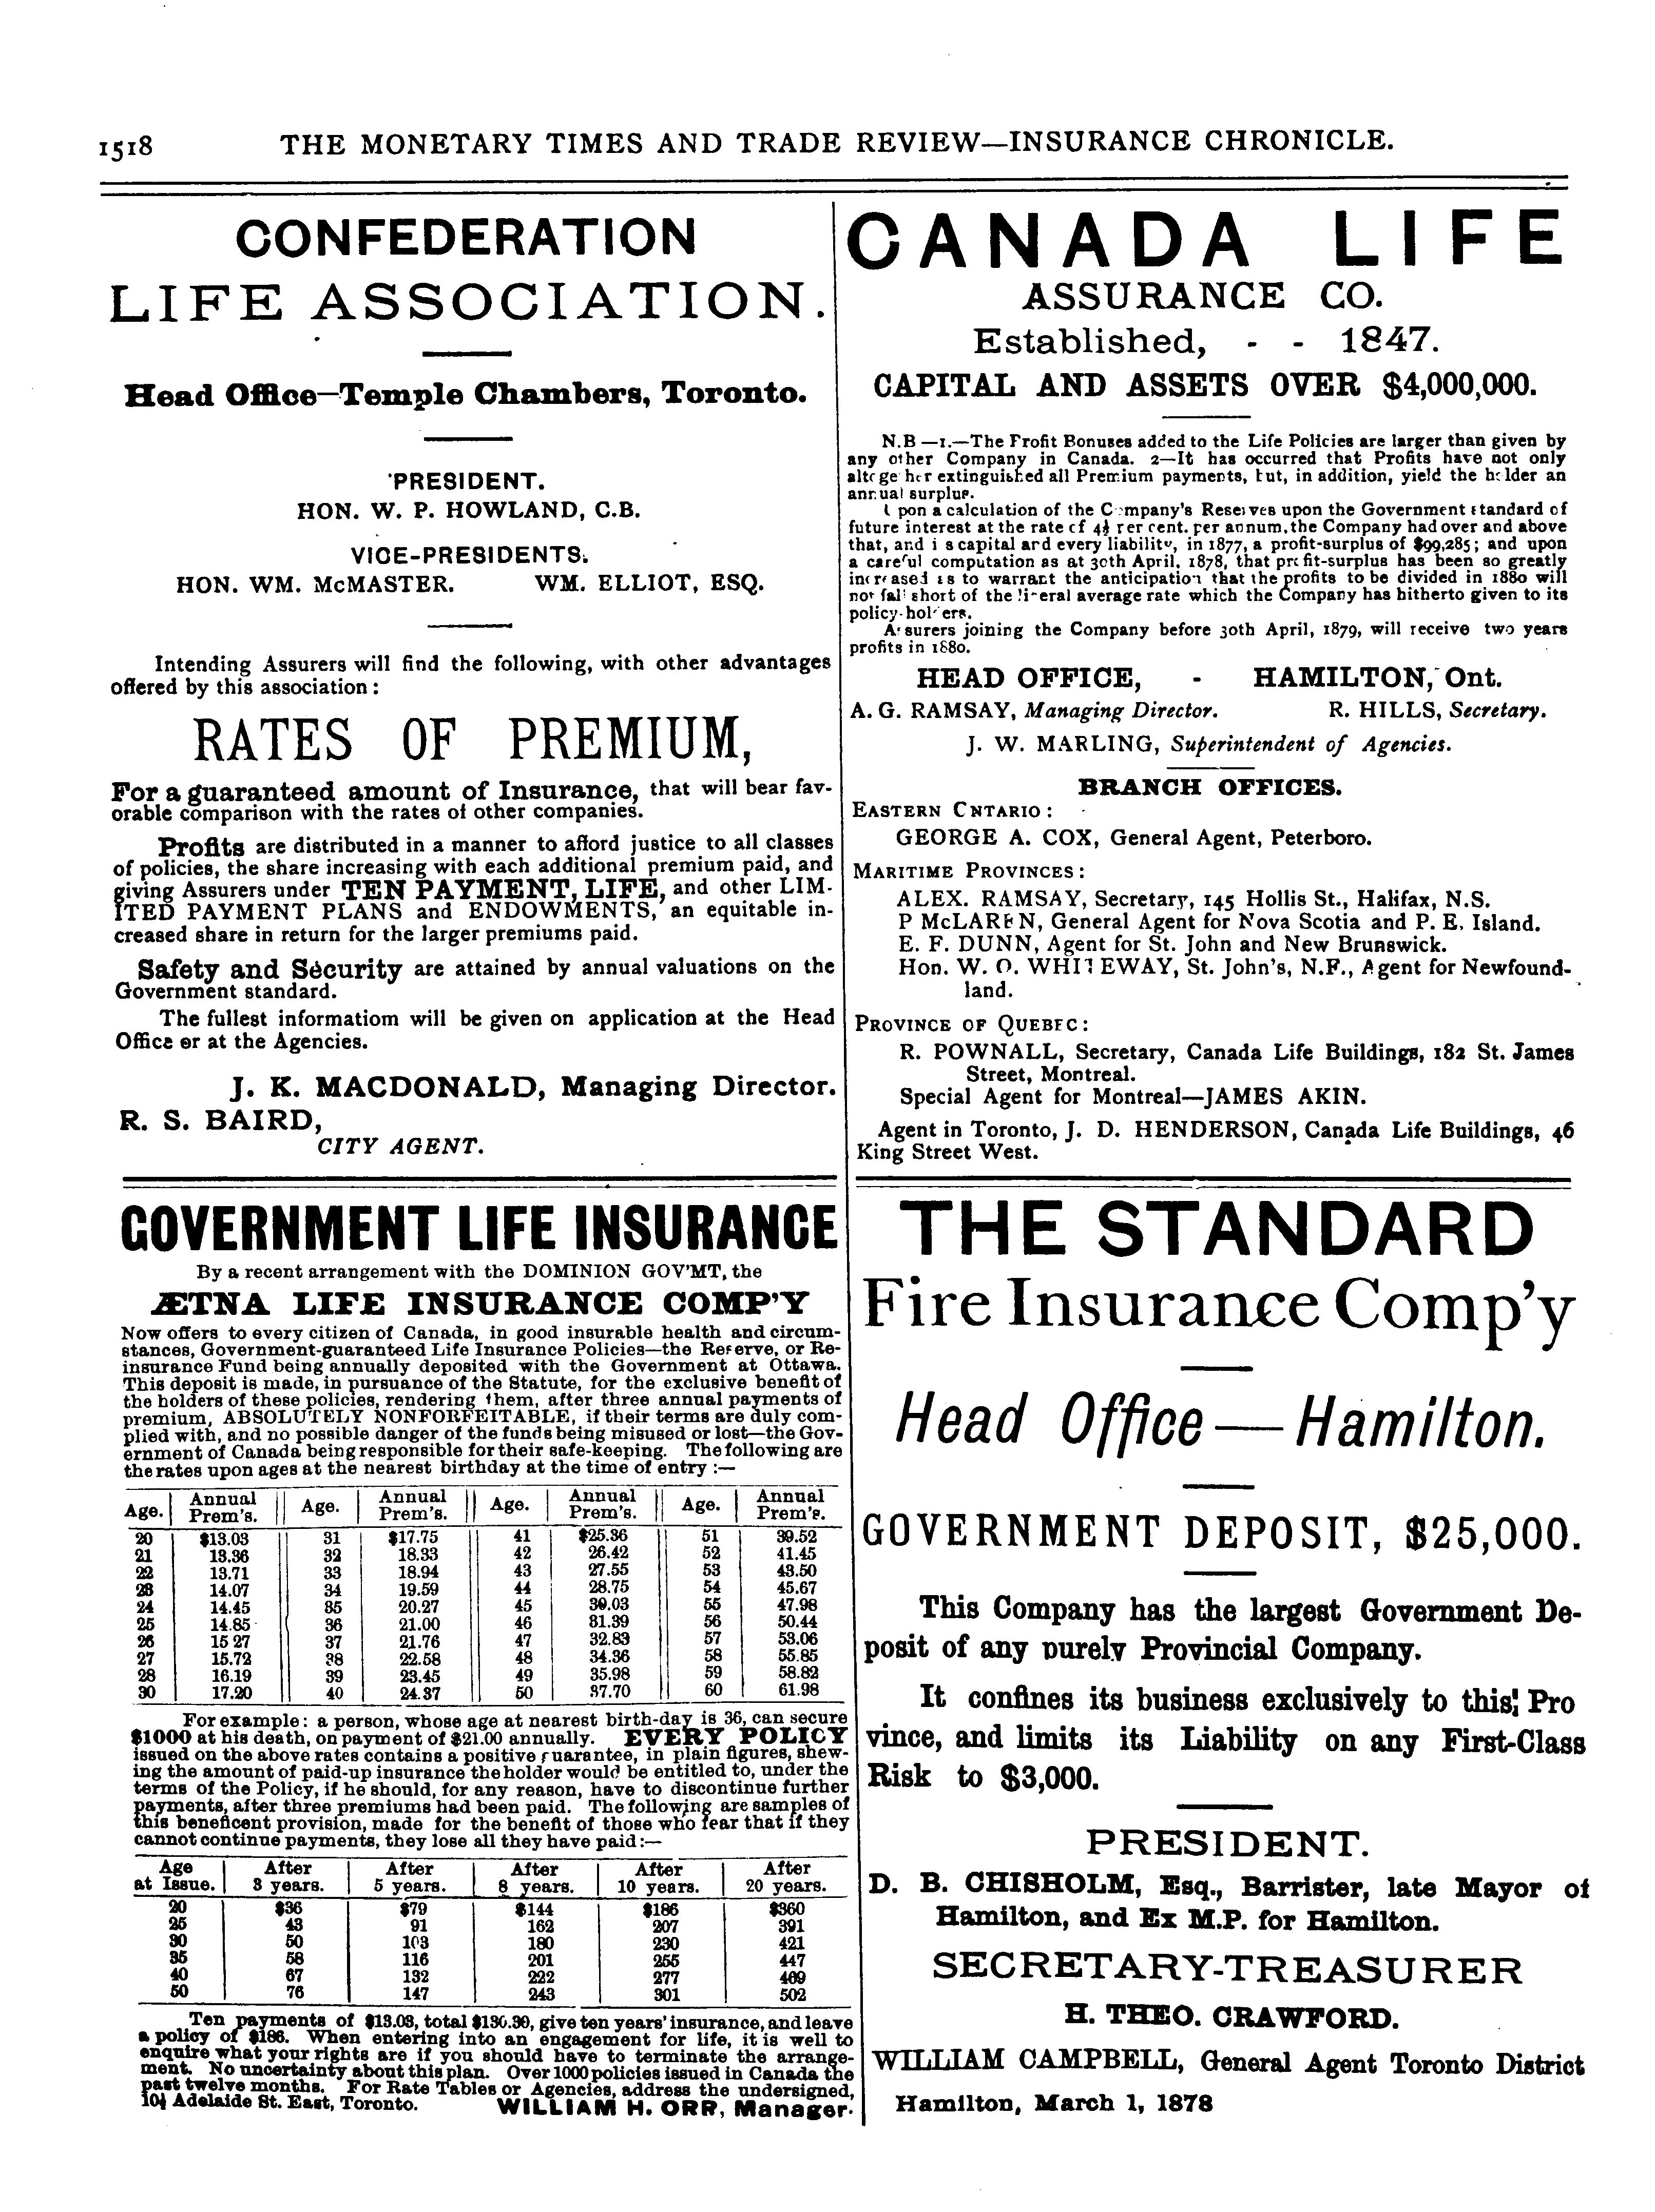 1518 THE MONETARY TIMES AND TRADE REVIEW—INSURANCE CHRONICLE.
CONFEDERATION
LIFE ASSOCIATION.
Head Office—Temple Chambers, Toronto.
PRESIDENT.
HON. W. P. HOWLAND, C.B.
VICE-PRESIDENTS.
HON. WM. McMASTER. WM. ELLIOT, ESQ.
Intending Assurers will find the following, with other advantages
offered by this association:
RATES OF PREMIUM,
For a guaranteed amount of Insurance, that will bear fav-
orable comparison with the rates of other companies.
Profits are distributed in a manner to afford justice to all classes
of policies, the share increasing with each additional premium paid, and
giving Assurers under TEN PAYMENT, LIFE, and other LIM-
ITED PAYMENT PLANS and ENDOWMENTS, an equitable in-
creased share in return for the larger premiums paid.
Safety and Security are attained by annual valuations on the
Government standard.
The fullest informatiom will be given on application at the Head
Office or at the Agencies.
J. K. MACDONALD, Managing Director.
R. S. BAIRD,
CITY AGENT.
CANADA LIFE
ASSURANCE CO.
Established, - - 1847.
CAPITAL AND ASSETS OVER $4,000,000.
N.B —1.—The Profit Bonuses added to the Life Policies are larger than given by
any other Company in Canada. 2—It has occurred that Profits have not only
altogether extinguished all Premium payments, but, in addition, yield the holder an
annual surplus.
Upon a calculation of the Company's Reserves upon the Government standard of
future interest at the rate of 4½ per cent. per annum, the Company had over and above
that, and its capital and every liability, in 1877, a profit-surplus of $99,285; and upon
a careful computation as at 30th April, 1878, that profit-surplus has been so greatly
increased as to warrant the anticipation that the profits to be divided in 1880 will
not fall short of the liberal average rate which the Company has hitherto given to its
policy-holders.
Assurers joining the Company before 30th April, 1879, will receive two years
profits in 1880.
HEAD OFFICE, - HAMILTON, Ont.
A. G. RAMSAY, Managing Director. R. HILLS, Secretary.
J. W. MARLING, Superintendent of Agencies.
BRANCH OFFICES.
EASTERN ONTARIO:
GEORGE A. COX, General Agent, Peterboro.
MARITIME PROVINCES:
ALEX. RAMSAY, Secretary, 145 Hollis St., Halifax, N.S.
P McLAREN, General Agent for Nova Scotia and P. E. Island.
E. F. DUNN, Agent for St. John and New Brunswick.
Hon. W. O. WHITEWAY, St. John's, N.F., Agent for Newfound-
land.
PROVINCE OF QUEBEC:
R. POWNALL, Secretary, Canada Life Buildings, 182 St. James
Street, Montreal.
Special Agent for Montreal—JAMES AKIN.
Agent in Toronto, J. D. HENDERSON, Canada Life Buildings, 46
King Street West.
GOVERNMENT LIFE INSURANCE
By a recent arrangement with the DOMINION GOV'MT, the
ÆTNA LIFE INSURANCE COMP'Y
Now offers to every citizen of Canada, in good insurable health and circum-
stances, Government-guaranteed Life Insurance Policies—the Reserve, or Re-
insurance Fund being annually deposited with the Government at Ottawa.
This deposit is made, in pursuance of the Statute, for the exclusive benefit of
the holders of these policies, rendering them, after three annual payments of
premium, ABSOLUTELY NONFORFEITABLE, if their terms are duly com-
plied with, and no possible danger of the funds being misused or lost—the Gov-
ernment of Canada being responsible for their safe-keeping. The following are
the rates upon ages at the nearest birthday at the time of entry:—
Age. Annual Prem's. Age. Annual Prem's. Age. Annual Prem's. Age. Annual Prem's.
20 $13.03 31 $17.75 41 $25.36 51 39.52
21 13.36 32 18.33 42 26.42 52 41.45
22 13.71 33 18.94 43 27.55 53 43.50
23 14.07 34 19.59 44 28.75 54 45.67
24 14.45 35 20.27 45 30.03 55 47.98
25 14.85 36 21.00 46 31.39 56 50.44
26 15 27 37 21.76 47 32.83 57 53.06
27 15.72 38 22.58 48 34.36 58 55.85
28 16.19 39 23.45 49 35.98 59 58.82
30 17.20 40 24.37 50 37.70 60 61.98
For example: a person, whose age at nearest birth-day is 36, can secure
$1000 at his death, on payment of $21.00 annually. EVERY POLICY
issued on the above rates contains a positive guarantee, in plain figures, shew-
ing the amount of paid-up insurance the holder would be entitled to, under the
terms of the Policy, if he should, for any reason, have to discontinue further
payments, after three premiums had been paid. The following are samples of
this beneficent provision, made for the benefit of those who fear that if they
cannot continue payments, they lose all they have paid:—
Age at Issue. After 3 years. After 5 years. After 8 years. After 10 years. After 20 years.
20 $36 $79 $144 $186 $360
25 43 91 162 207 391
30 50 103 180 230 421
35 58 116 201 255 447
40 67 132 222 277 469
50 76 147 243 301 502
Ten payments of $13.03, total $130.30, give ten years' insurance, and leave
a policy of $186. When entering into an engagement for life, it is well to
enquire what your rights are if you should have to terminate the arrange-
ment. No uncertainty about this plan. Over 1000 policies issued in Canada the
past twelve months. For Rate Tables or Agencies, address the undersigned,
10½ Adelaide St. East, Toronto. WILLIAM H. ORR, Manager.
THE STANDARD
Fire Insurance Comp'y
Head Office—Hamilton.
GOVERNMENT DEPOSIT, $25,000.
This Company has the largest Government De-
posit of any purely Provincial Company.
It confines its business exclusively to this Pro
vince, and limits its Liability on any First-Class
Risk to $3,000.
PRESIDENT.
D. B. CHISHOLM, Esq., Barrister, late Mayor of
Hamilton, and Ex M.P. for Hamilton.
SECRETARY-TREASURER
H. THEO. CRAWFORD.
WILLIAM CAMPBELL, General Agent Toronto District
Hamilton, March 1, 1878